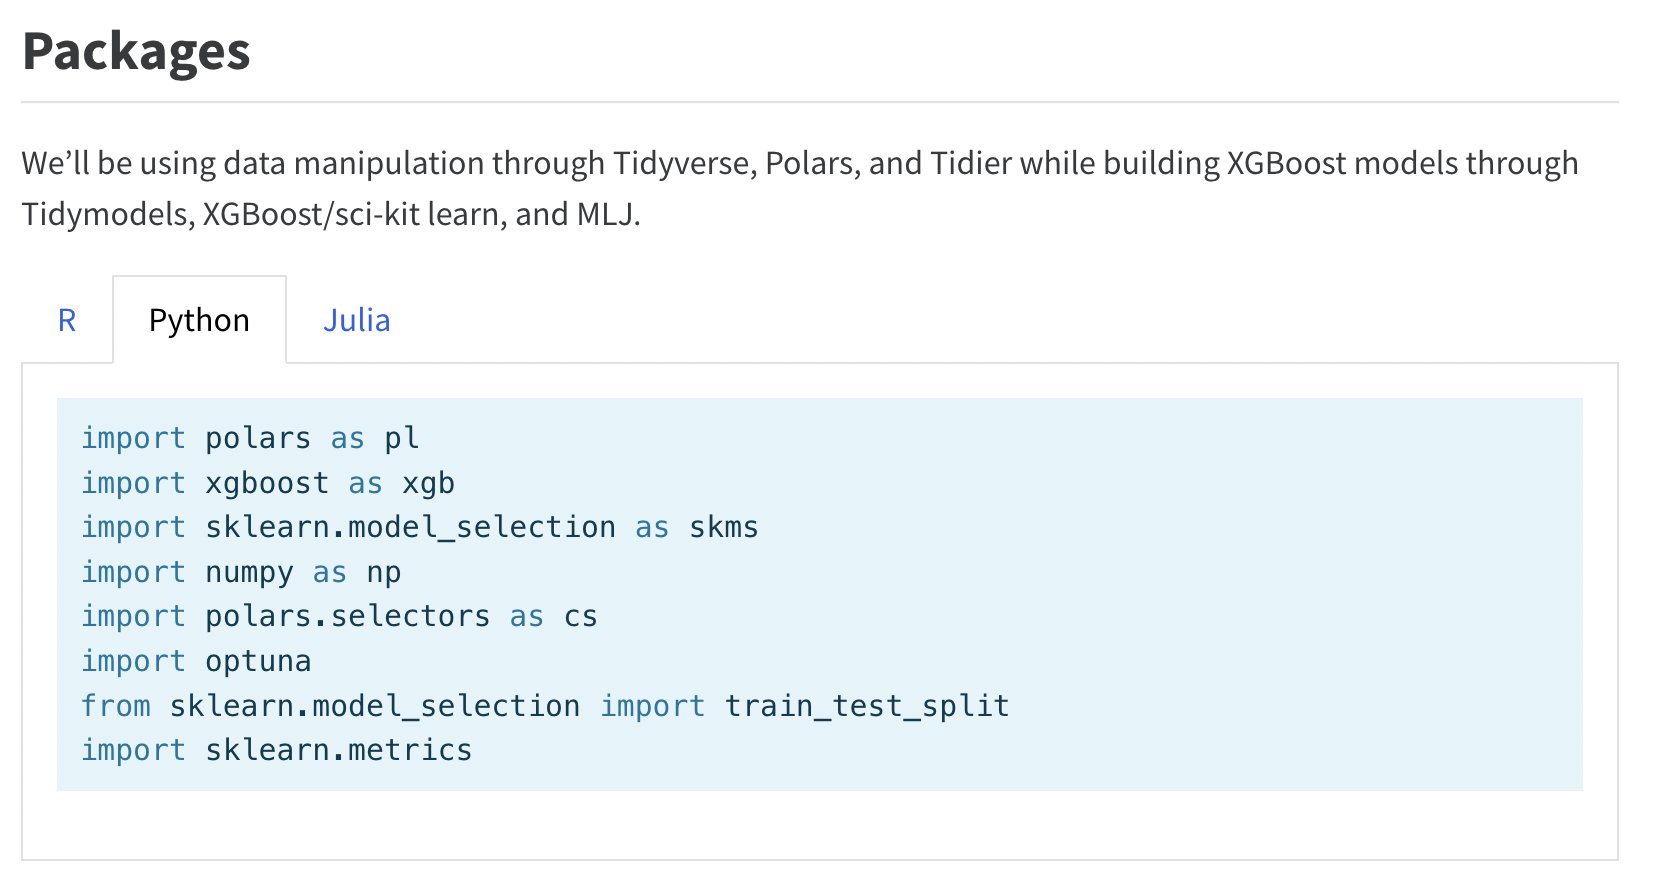 Packages
We’ll be using data manipulation through Tidyverse, Polars, and Tidier while building XGBoost models through
Tidymodels, XGBoost/sci-kit learn, and MLJ.
R Python Julia
import polars as pl
import xgboost as xgb
import sklearn.model_selection as skms
import numpy as np
import polars.selectors as cs
import optuna
from sklearn.model_selection import train_test_split
import sklearn.metrics